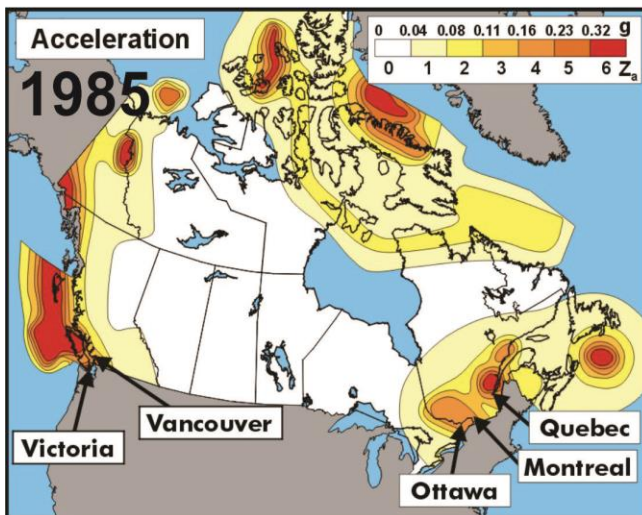 Acceleration
1985
0 0.04 0.08 0.11 0.16 0.23 0.32 g
0 1 2 3 4 5 6 Za
Vancouver
Victoria
Quebec
Montreal
Ottawa